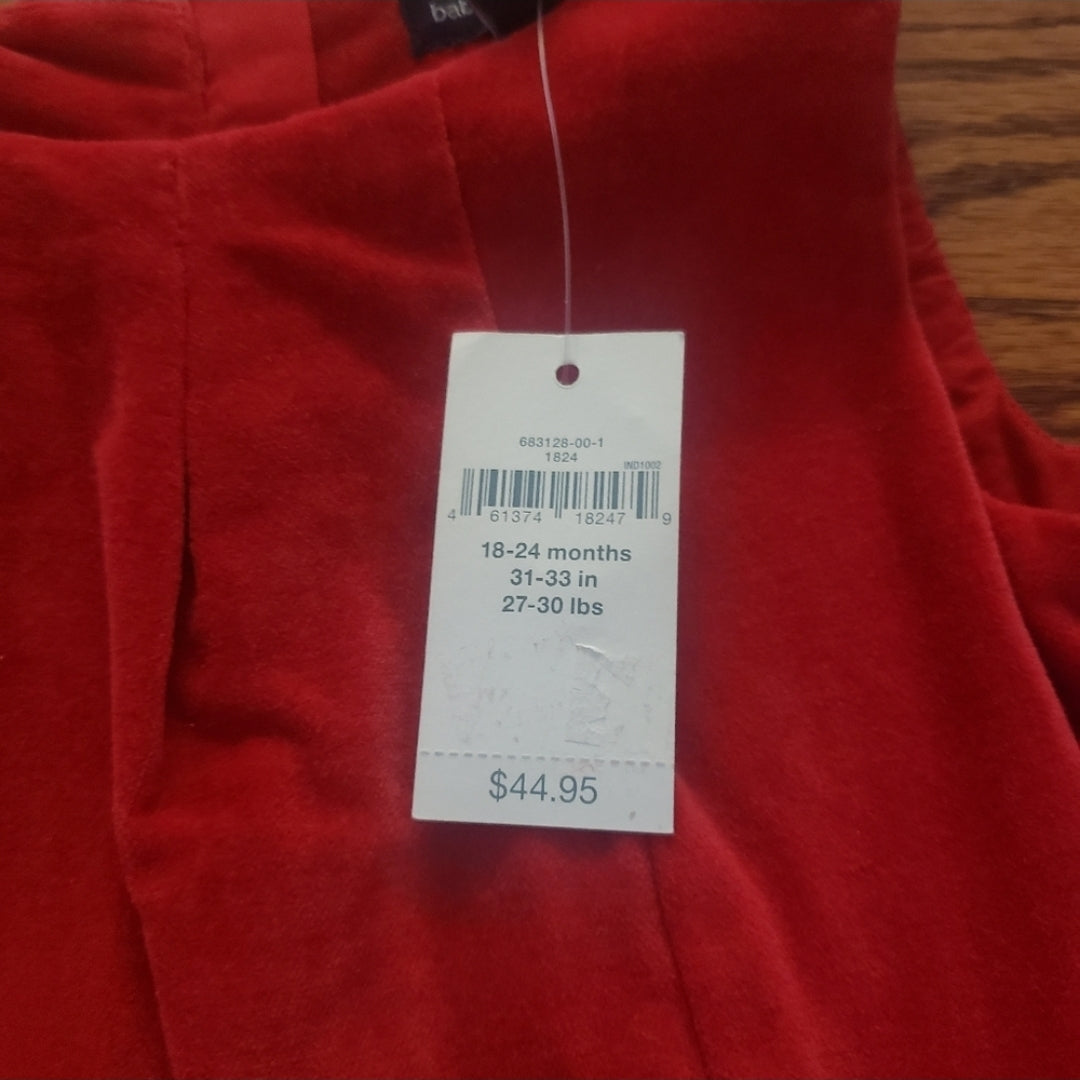 683128-00-1
1824
IND1002
4 61374 18247 9
18-24 months
31-33 in
27-30 lbs
$44.95